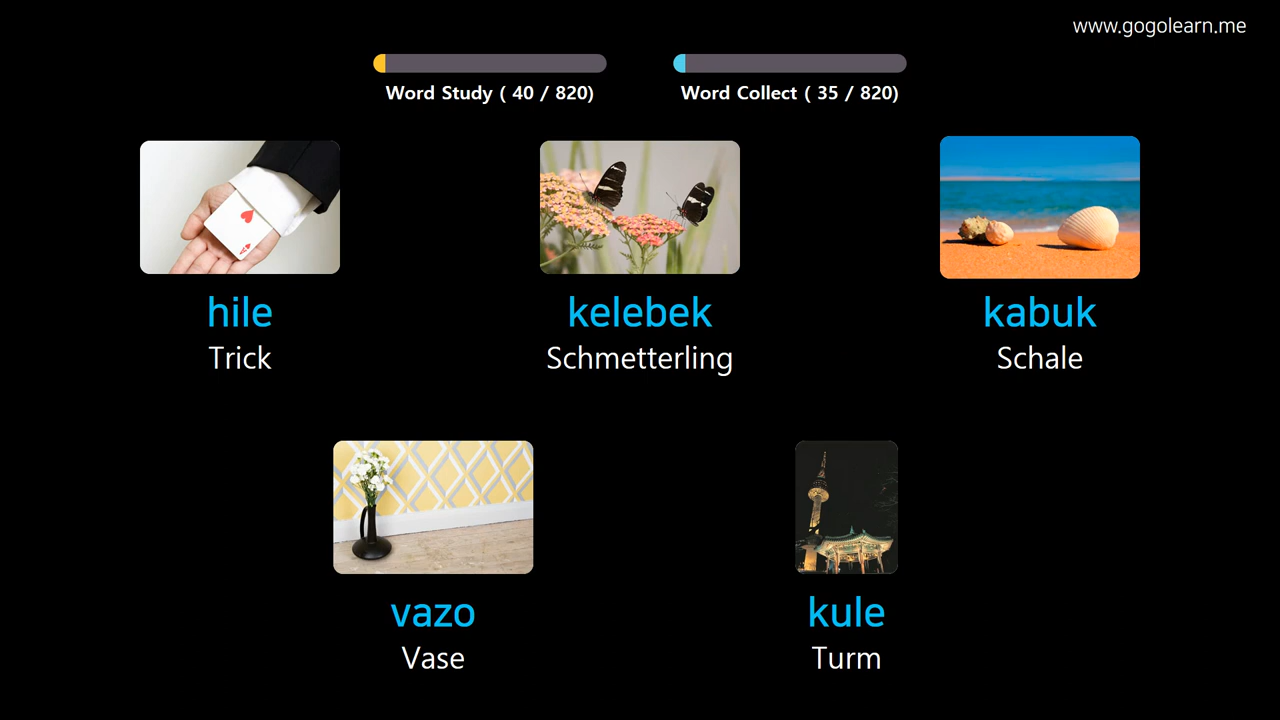 www.gogolearn.me
Word Study ( 40 / 820)
Word Collect ( 35 / 820)
hile
Trick
kelebek
Schmetterling
kabuk
Schale
vazo
Vase
kule
Turm